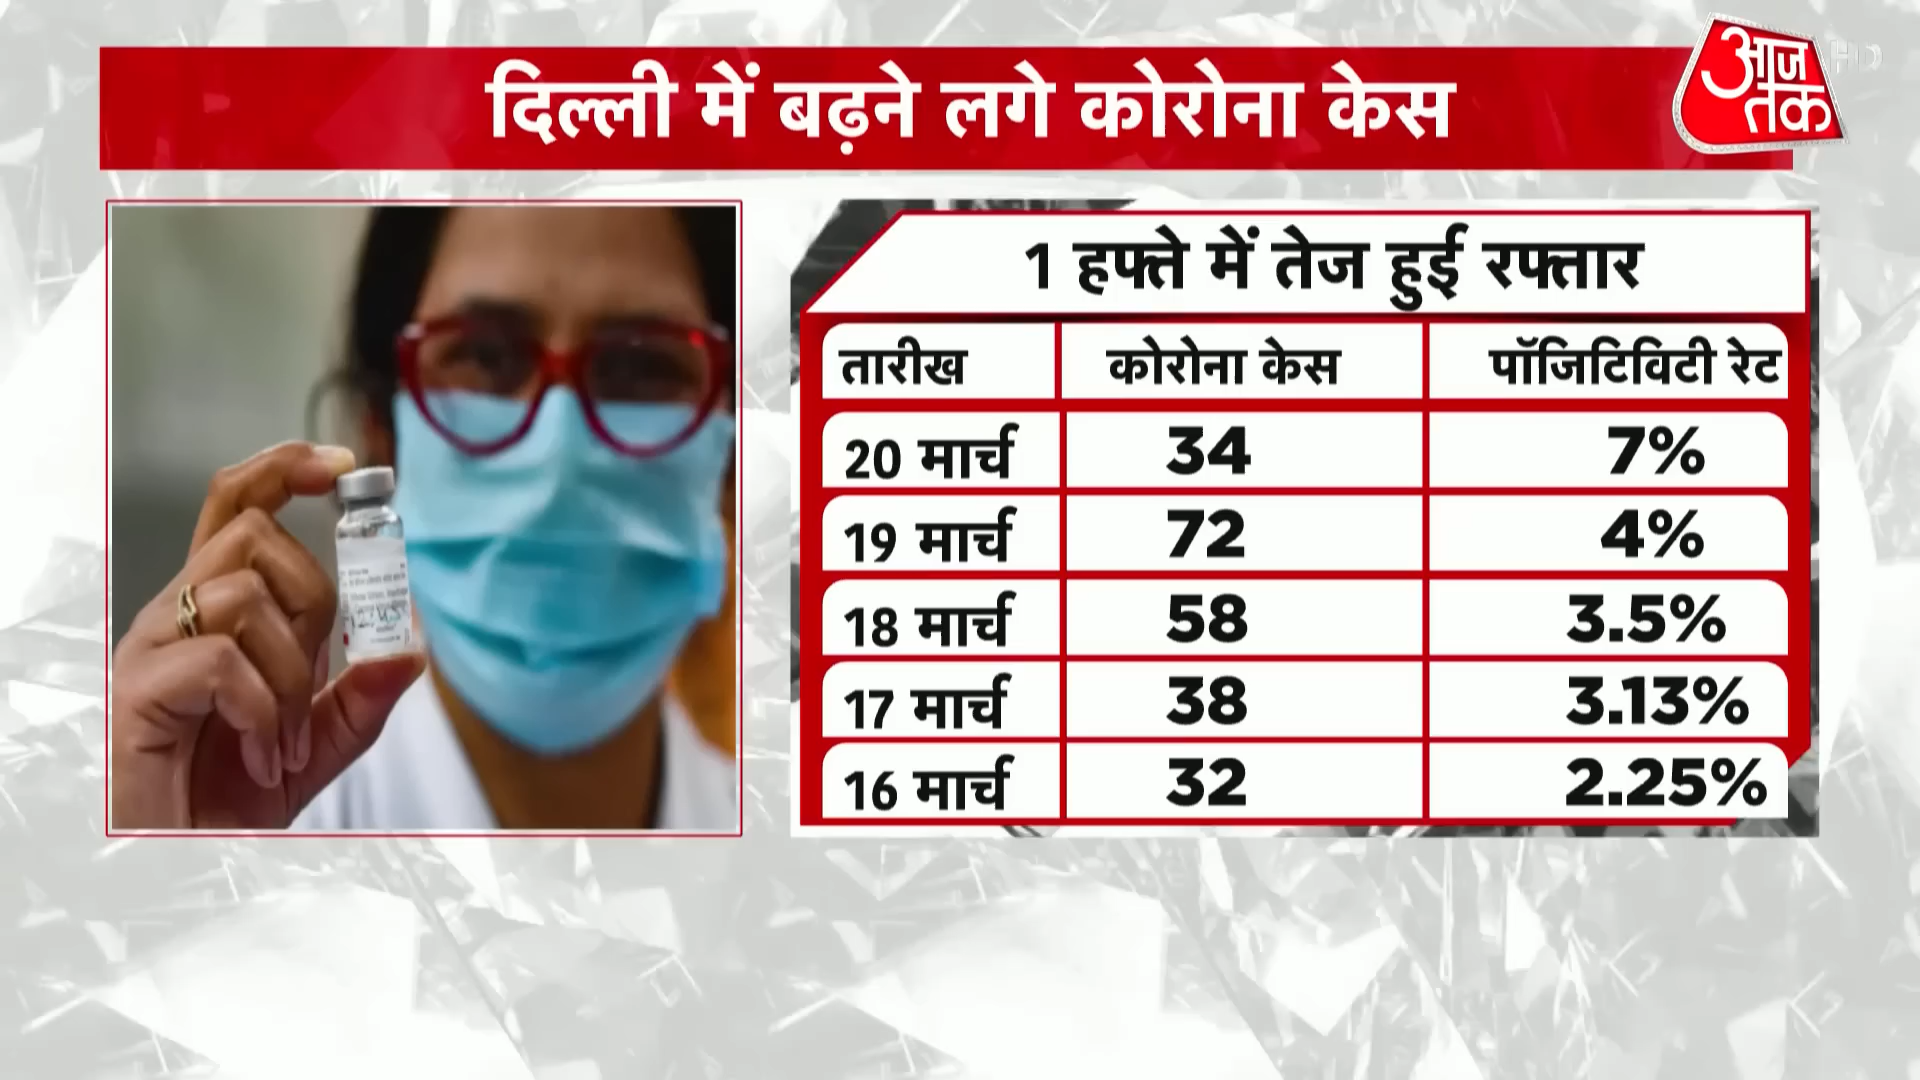 दिल्ली में बढ़ने लगे कोरोना केस
आज
तक
HD
1 हफ्ते में तेज हुई रफ्तार
तारीख कोरोना केस पॉजिटिविटी रेट
20 मार्च 34 7%
19 मार्च 72 4%
18 मार्च 58 3.5%
17 मार्च 38 3.13%
16 मार्च 32 2.25%